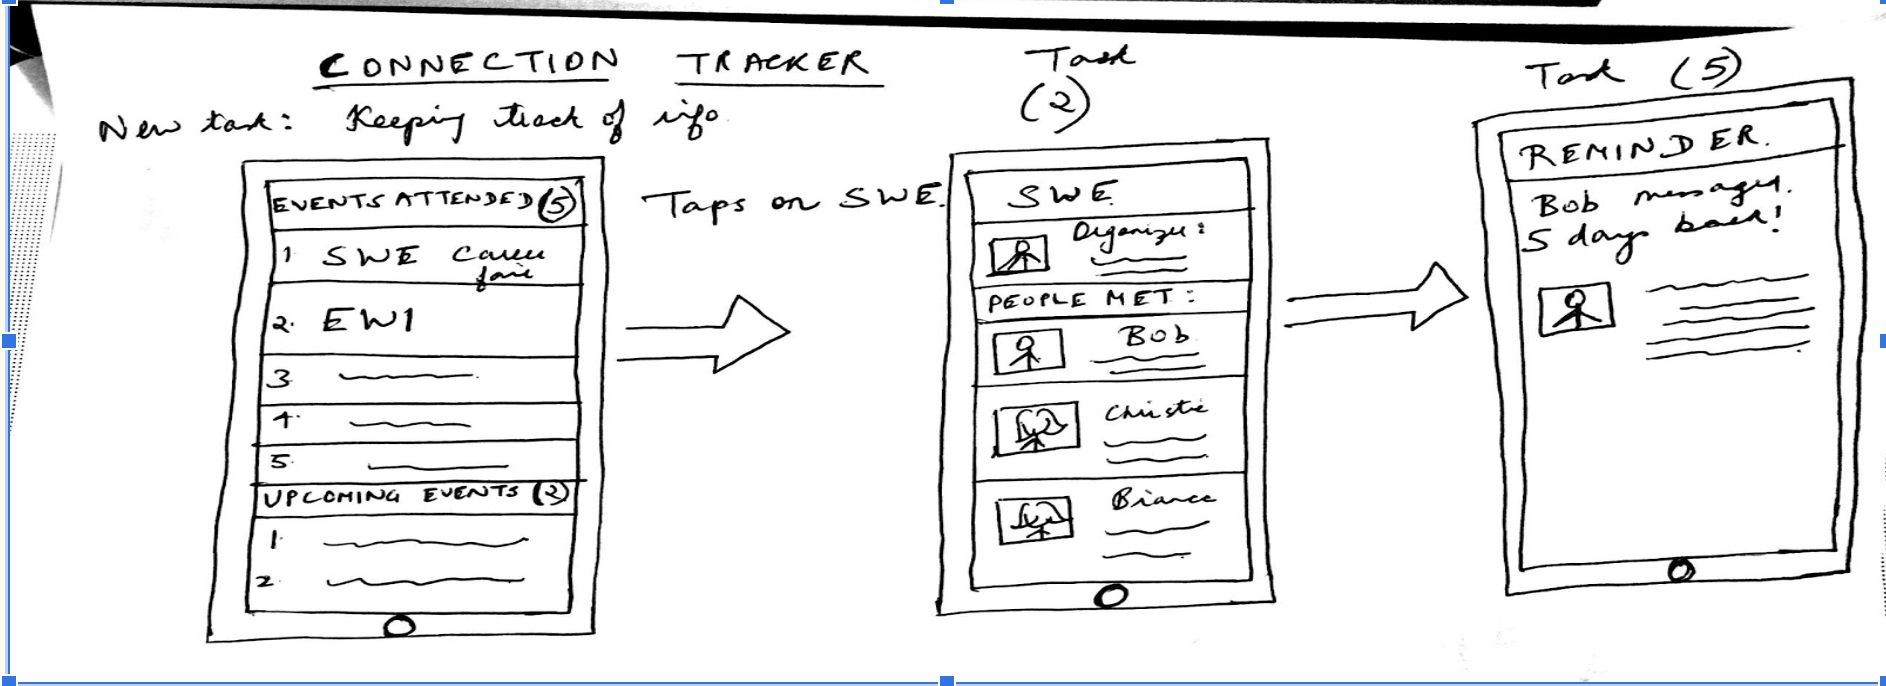 CONNECTION TRACKER
New task: Keeping track of info
EVENTS ATTENDED (5)
1. SWE Career
fair
2. EWI
3.
4.
5.
UPCOMING EVENTS (2)
1.
2.
Taps on SWE.
Task
(2)
SWE
Organizer:
PEOPLE MET:
Bob
Christie
Bianca
Task (5)
REMINDER.
Bob messaged.
5 days back!